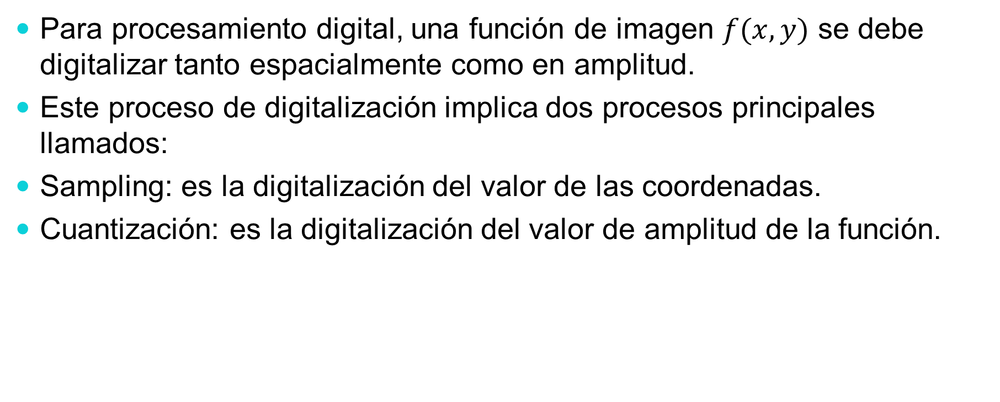 • Para procesamiento digital, una función de imagen f(x, y) se debe
digitalizar tanto espacialmente como en amplitud.
• Este proceso de digitalización implica dos procesos principales
llamados:
• Sampling: es la digitalización del valor de las coordenadas.
• Cuantización: es la digitalización del valor de amplitud de la función.